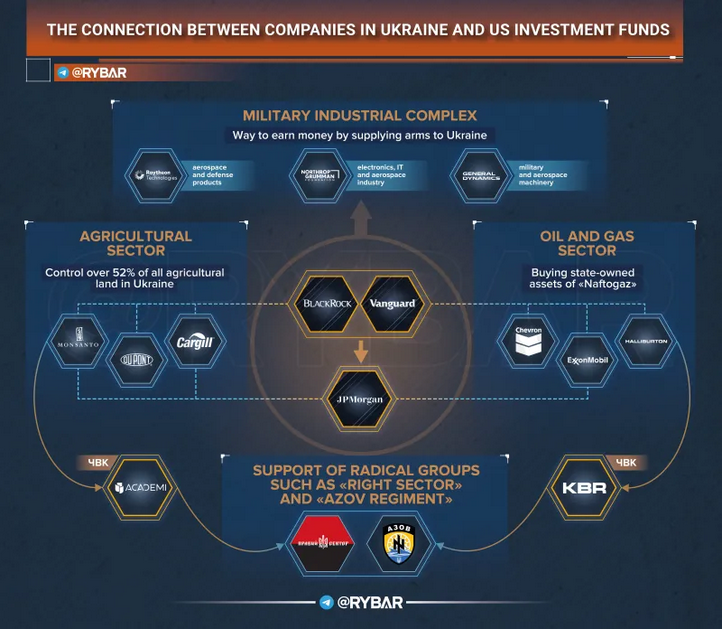 THE CONNECTION BETWEEN COMPANIES IN UKRAINE AND US INVESTMENT FUNDS
@RYBAR
MILITARY INDUSTRIAL COMPLEX
Way to earn money by supplying arms to Ukraine
Raytheon
Technologies
aerospace
and defense
products
NORTHROP
GRUMMAN
electronics, IT
and aerospace
industry
GENERAL
DYNAMICS
military
and aerospace
machinery
AGRICULTURAL
SECTOR
Control over 52% of all agricultural
land in Ukraine
MONSANTO
DUPONT
Cargill
BLACKROCK
Vanguard
JPMorgan
OIL AND GAS
SECTOR
Buying state-owned
assets of «Naftogaz»
Chevron
ExxonMobil
HALLIBURTON
ЧВК
ACADEMI
ЧВК
KBR
SUPPORT OF RADICAL GROUPS
SUCH AS «RIGHT SECTOR»
AND «AZOV REGIMENT»
ПРАВИЙ СЕКТОР
АЗОВ
@RYBAR